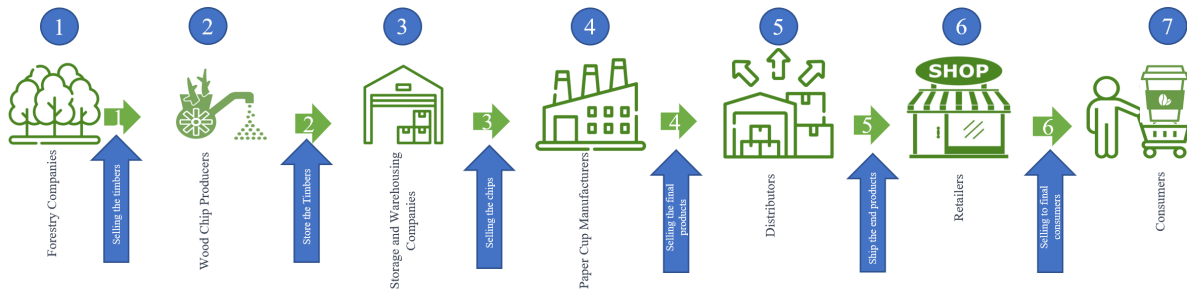 1
2
3
4
5
6
7
SHOP
1
2
3
4
5
6
Forestry Companies
Selling the timbers
Wood Chip Producers
Store the Timbers
Storage and Warehousing
Companies
Selling the chips
Paper Cup Manufacturers
Selling the final
products
Distributors
Ship the end products
Retailers
Selling to final
consumers
Consumers